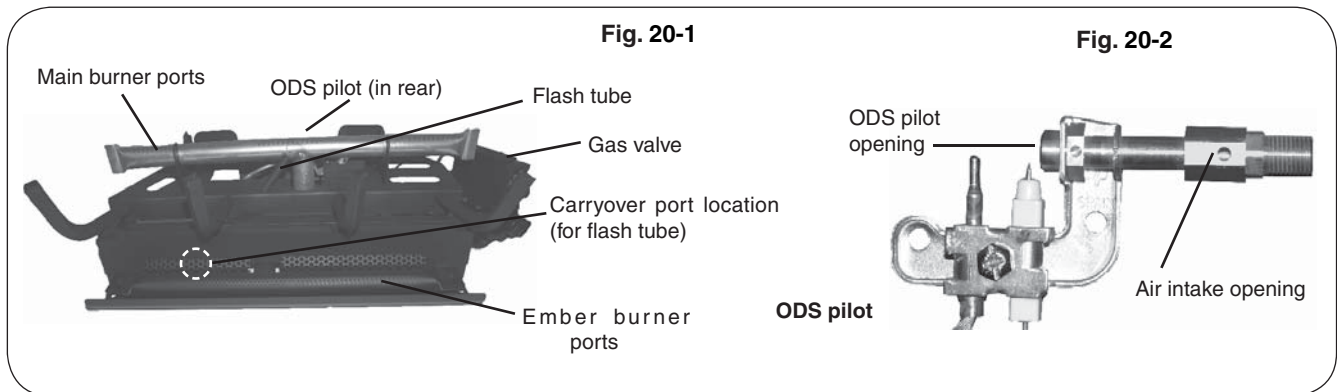 Fig. 20-1
Main burner ports
ODS pilot (in rear)
Flash tube
Gas valve
Carryover port location
(for flash tube)
Ember burner
ports
Fig. 20-2
ODS pilot
opening
Air intake opening
ODS pilot